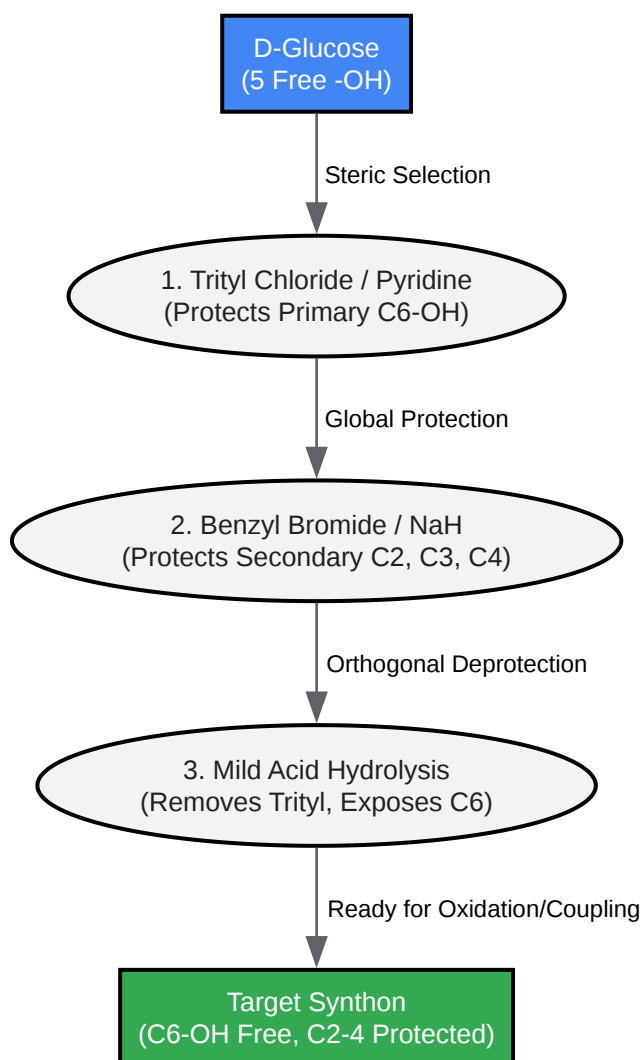 D-Glucose
(5 Free -OH)
Steric Selection
1. Trityl Chloride / Pyridine
(Protects Primary C6-OH)
Global Protection
2. Benzyl Bromide / NaH
(Protects Secondary C2, C3, C4)
Orthogonal Deprotection
3. Mild Acid Hydrolysis
(Removes Trityl, Exposes C6)
Ready for Oxidation/Coupling
Target Synthon
(C6-OH Free, C2-4 Protected)